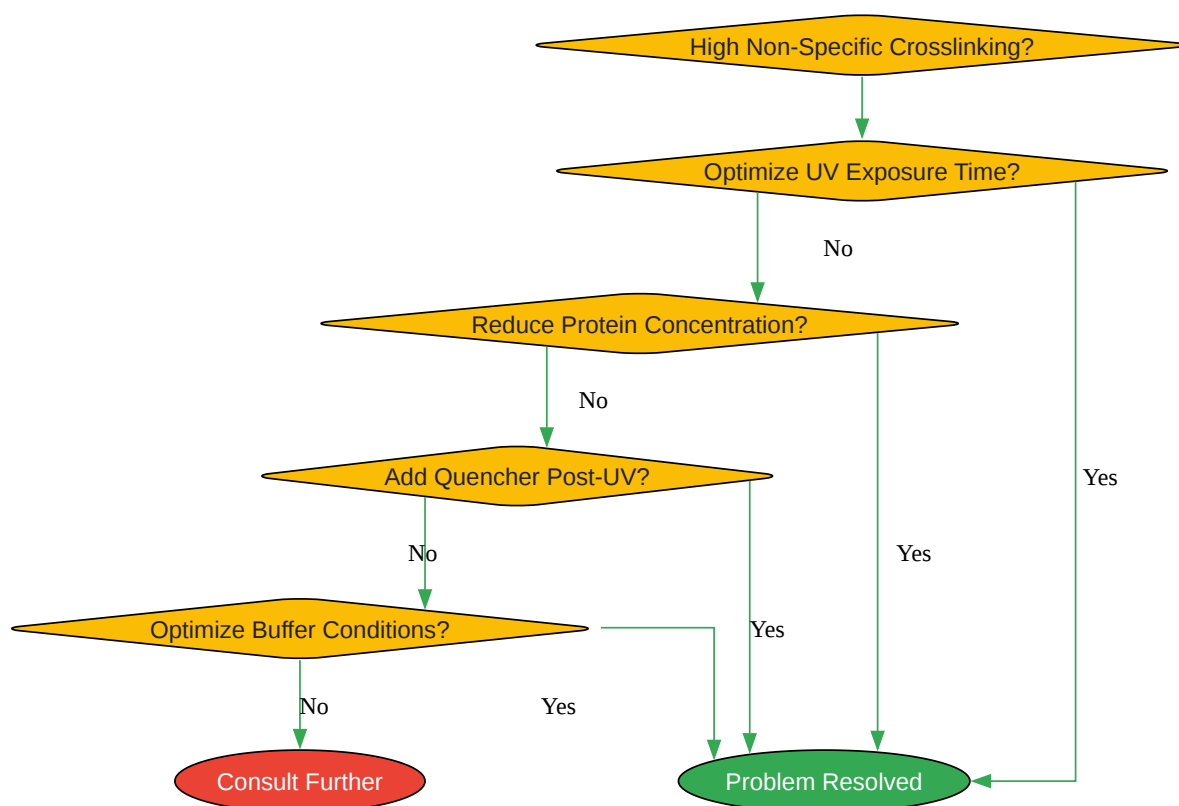 High Non-Specific Crosslinking?
Optimize UV Exposure Time?
No
Reduce Protein Concentration?
No
Add Quencher Post-UV?
Yes
No
Yes
Optimize Buffer Conditions?
Yes
No
Yes
Consult Further
Problem Resolved